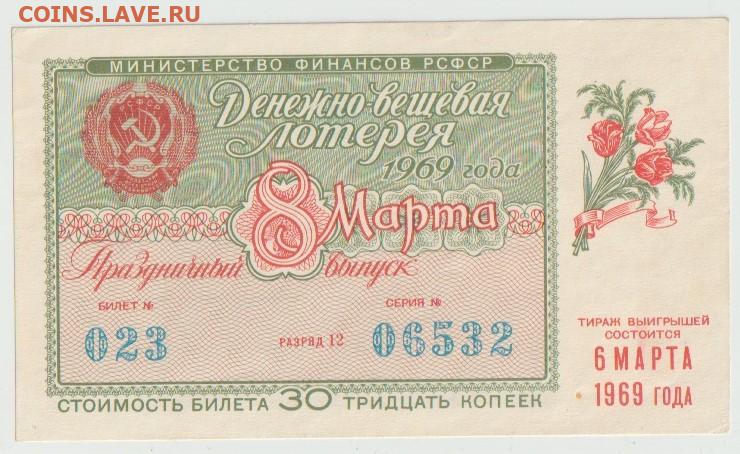 COINS.LAVE.RU
МИНИСТЕРСТВО ФИНАНСОВ РСФСР
Денежно-вещевая
лотерея
1969 года
8 Марта
Праздничный выпуск
БИЛЕТ № СЕРИЯ №
023 РАЗРЯД 12 06532
СТОИМОСТЬ БИЛЕТА 30 ТРИДЦАТЬ КОПЕЕК
ТИРАЖ ВЫИГРЫШЕЙ
СОСТОИТСЯ
6 МАРТА
1969 ГОДА